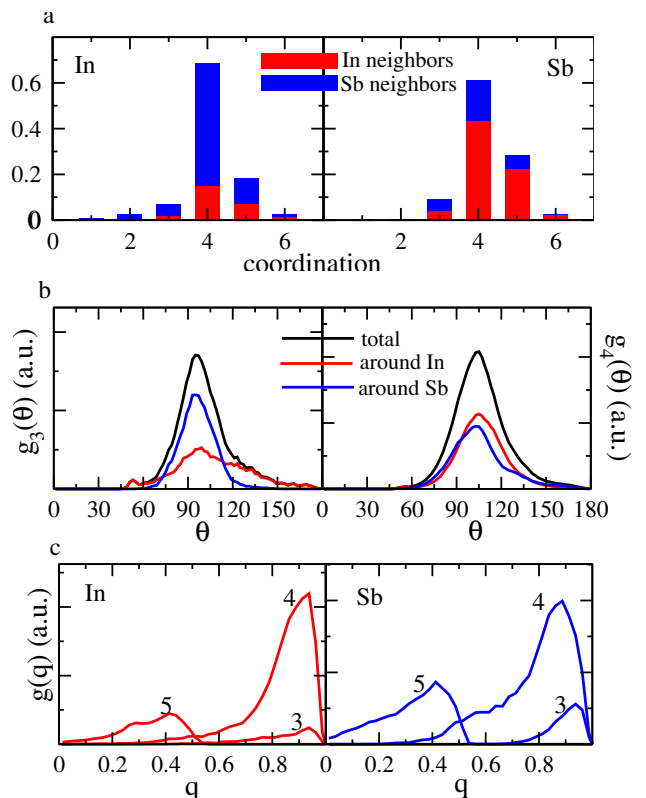 a
In
In neighbors
Sb neighbors
Sb
0.6
0.4
0.2
0
0 2 4 6 2 4 6
coordination
b
g3(θ) (a.u.)
total
around In
around Sb
g4(θ) (a.u.)
0 30 60 90 120 150 0 30 60 90 120 150 180
θ θ
c
g(q) (a.u.)
In
4
5
3
Sb
4
5
3
0 0.2 0.4 0.6 0.8 0 0.2 0.4 0.6 0.8
q q